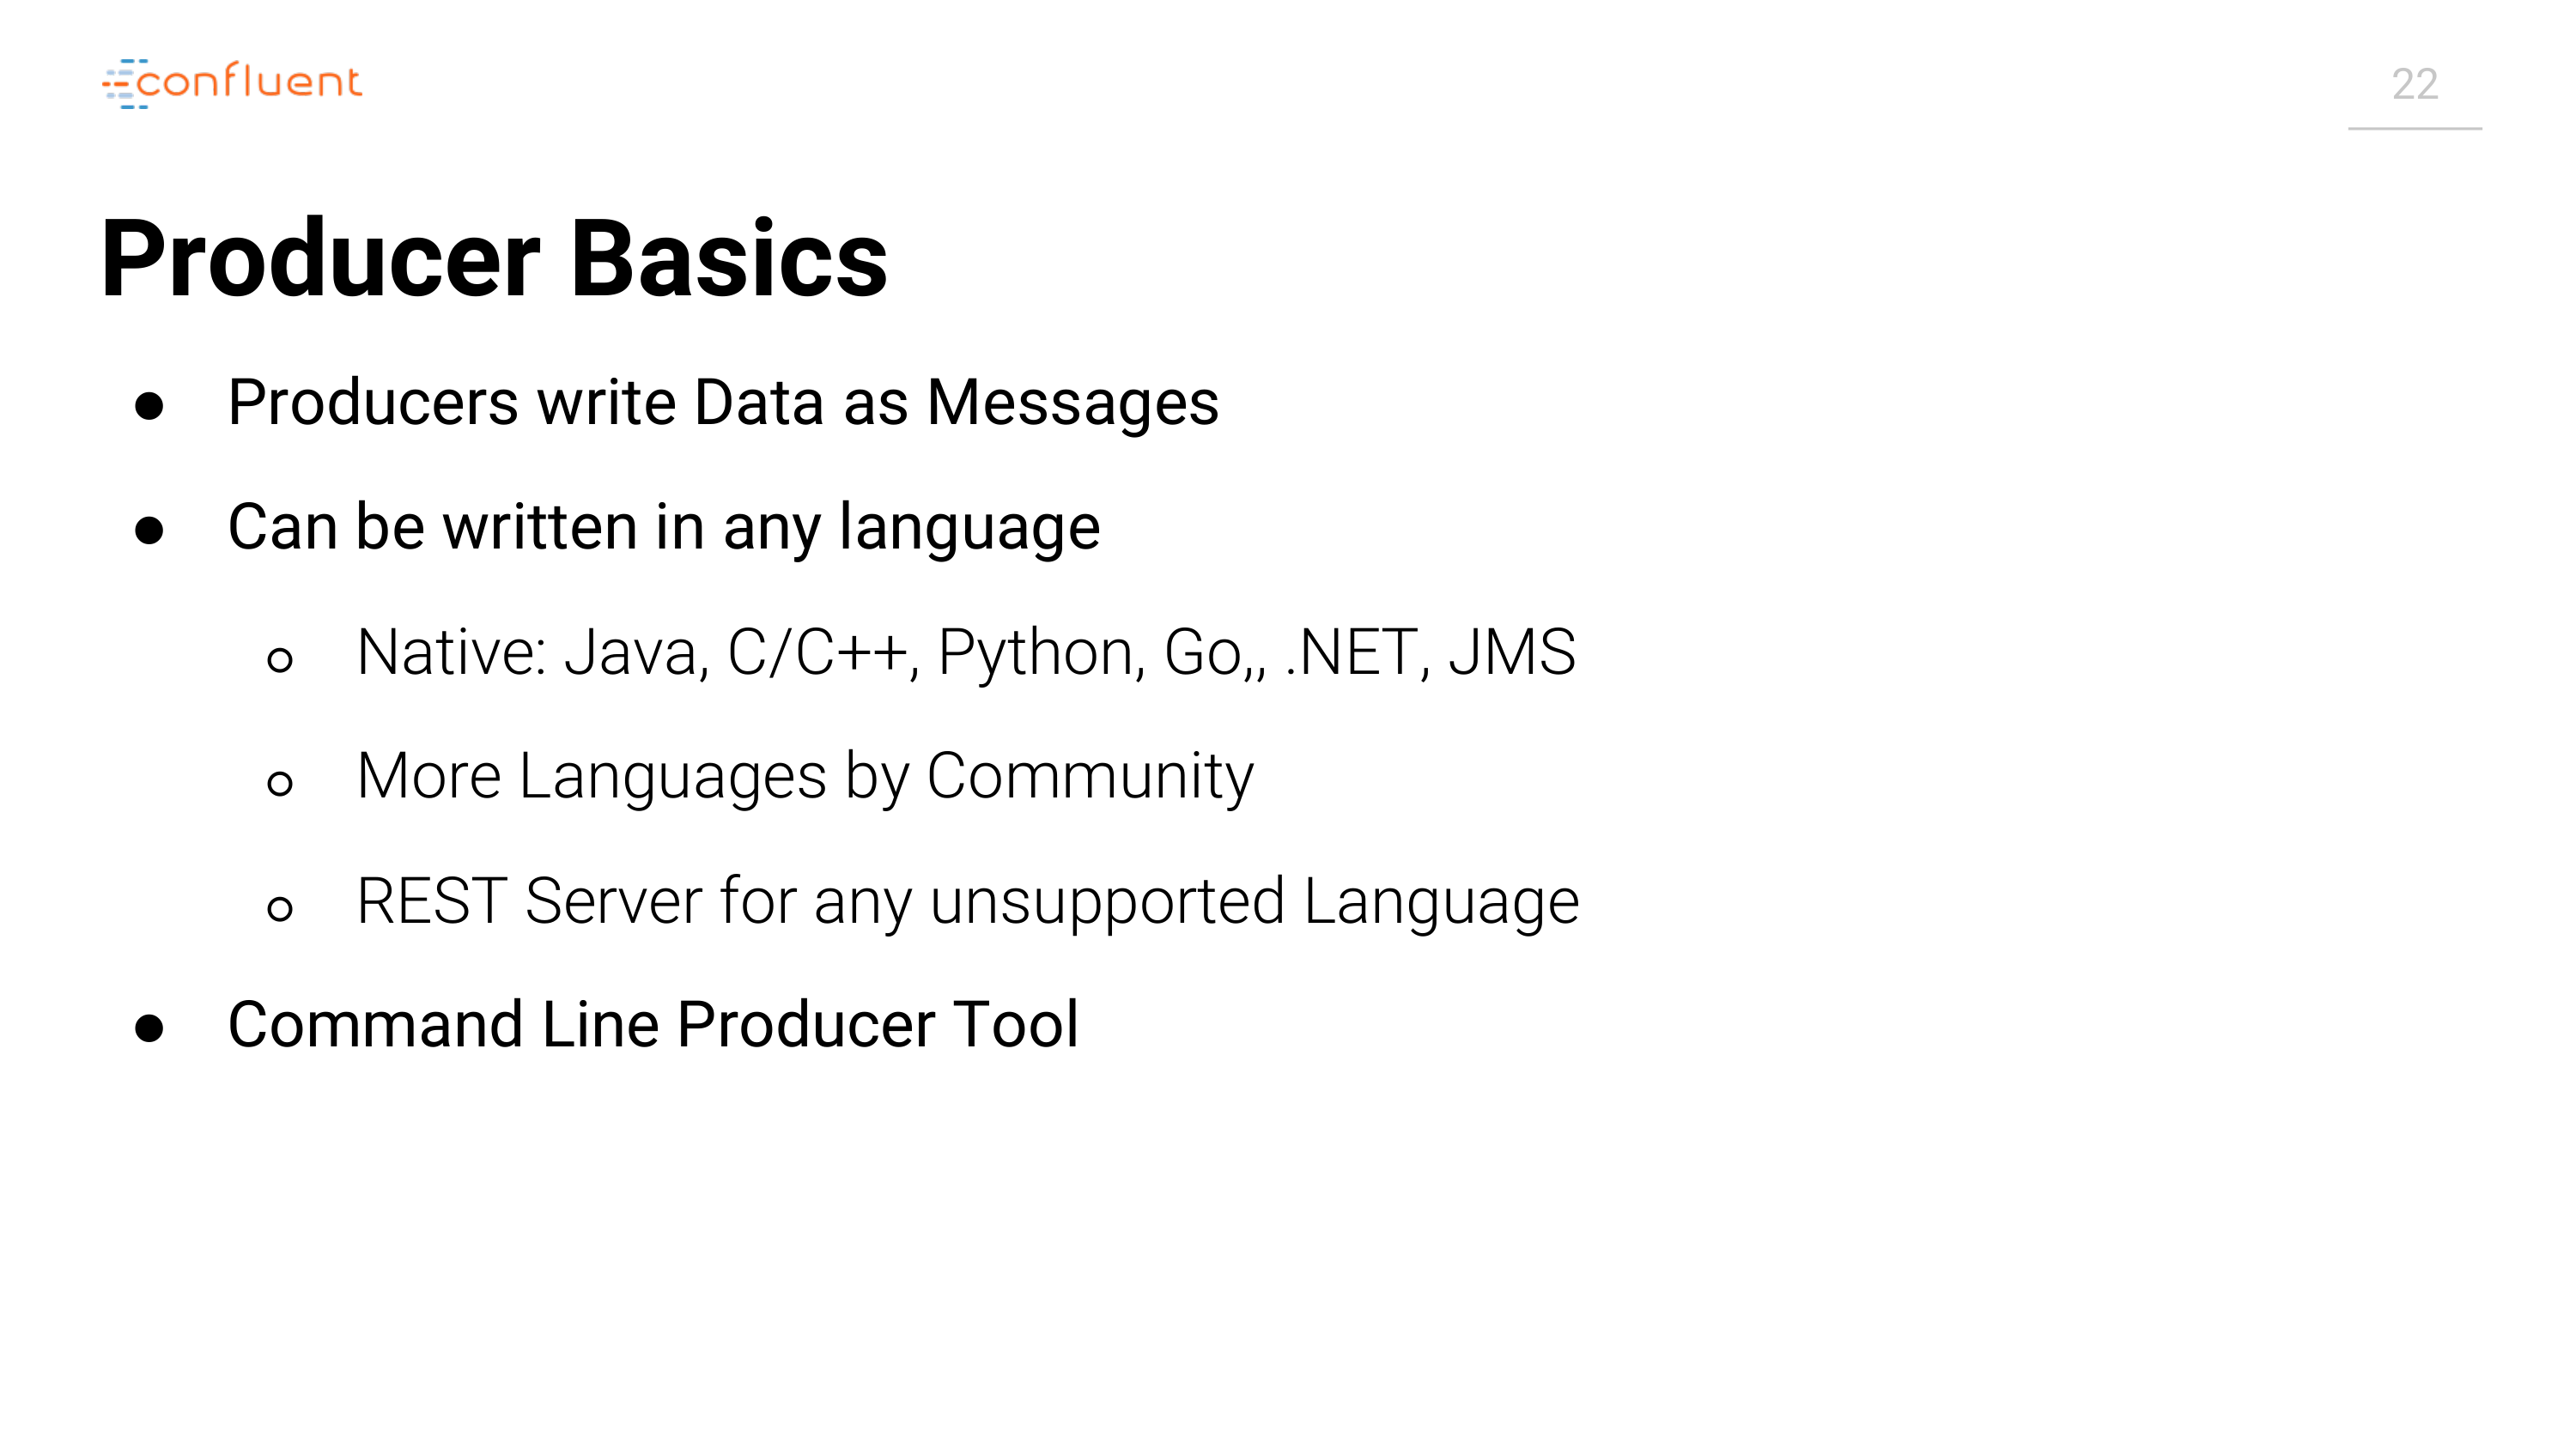 confluent
22
Producer Basics
● Producers write Data as Messages
● Can be written in any language
○ Native: Java, C/C++, Python, Go,, .NET, JMS
○ More Languages by Community
○ REST Server for any unsupported Language
● Command Line Producer Tool